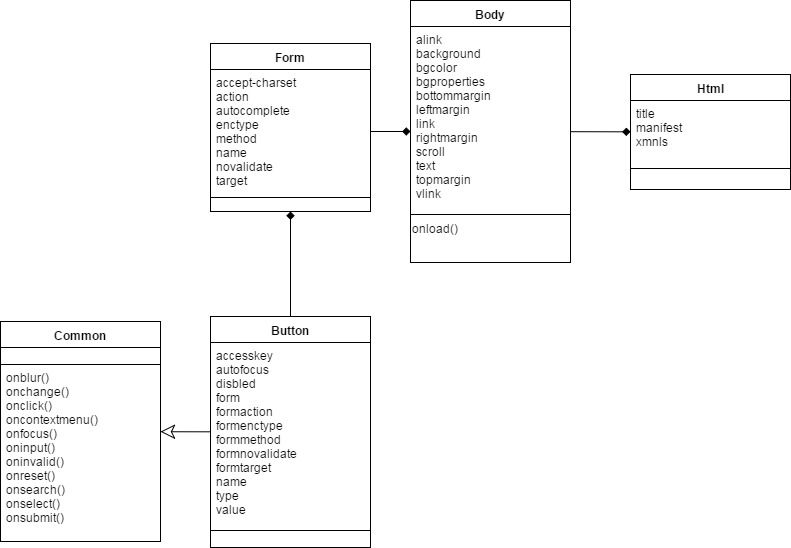 Body
alink
background
bgcolor
bgproperties
bottommargin
leftmargin
link
rightmargin
scroll
text
topmargin
vlink
onload()
Form
accept-charset
action
autocomplete
enctype
method
name
novalidate
target
Html
title
manifest
xmnls
Common
onblur()
onchange()
onclick()
oncontextmenu()
onfocus()
oninput()
oninvalid()
onreset()
onsearch()
onselect()
onsubmit()
Button
accesskey
autofocus
disbled
form
formaction
formenctype
formmethod
formnovalidate
formtarget
name
type
value